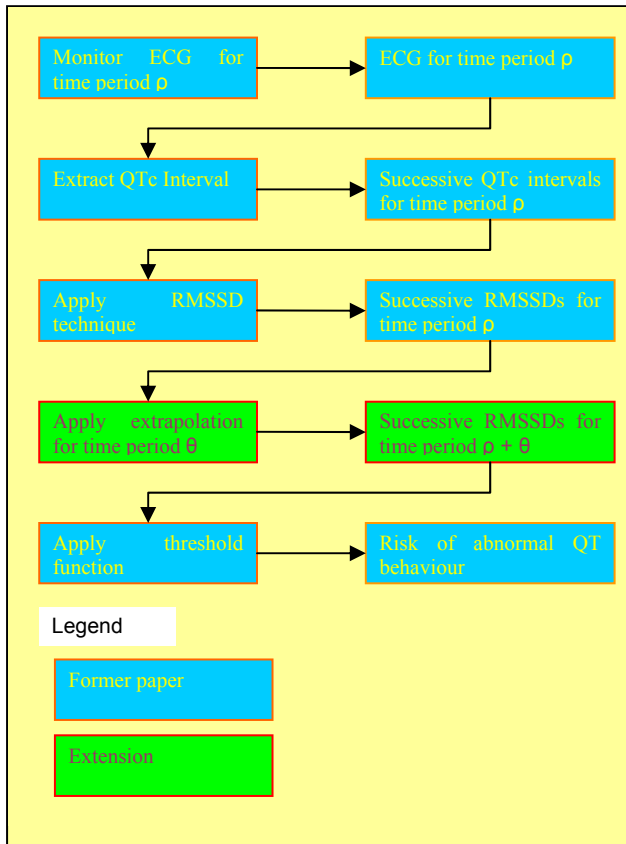 Monitor ECG for
time period ρ
ECG for time period ρ
Extract QTc Interval
Successive QTc intervals
for time period ρ
Apply RMSSD
technique
Successive RMSSDs for
time period ρ
Apply extrapolation
for time period θ
Successive RMSSDs for
time period ρ + θ
Apply threshold
function
Risk of abnormal QT
behaviour
Legend
Former paper
Extension